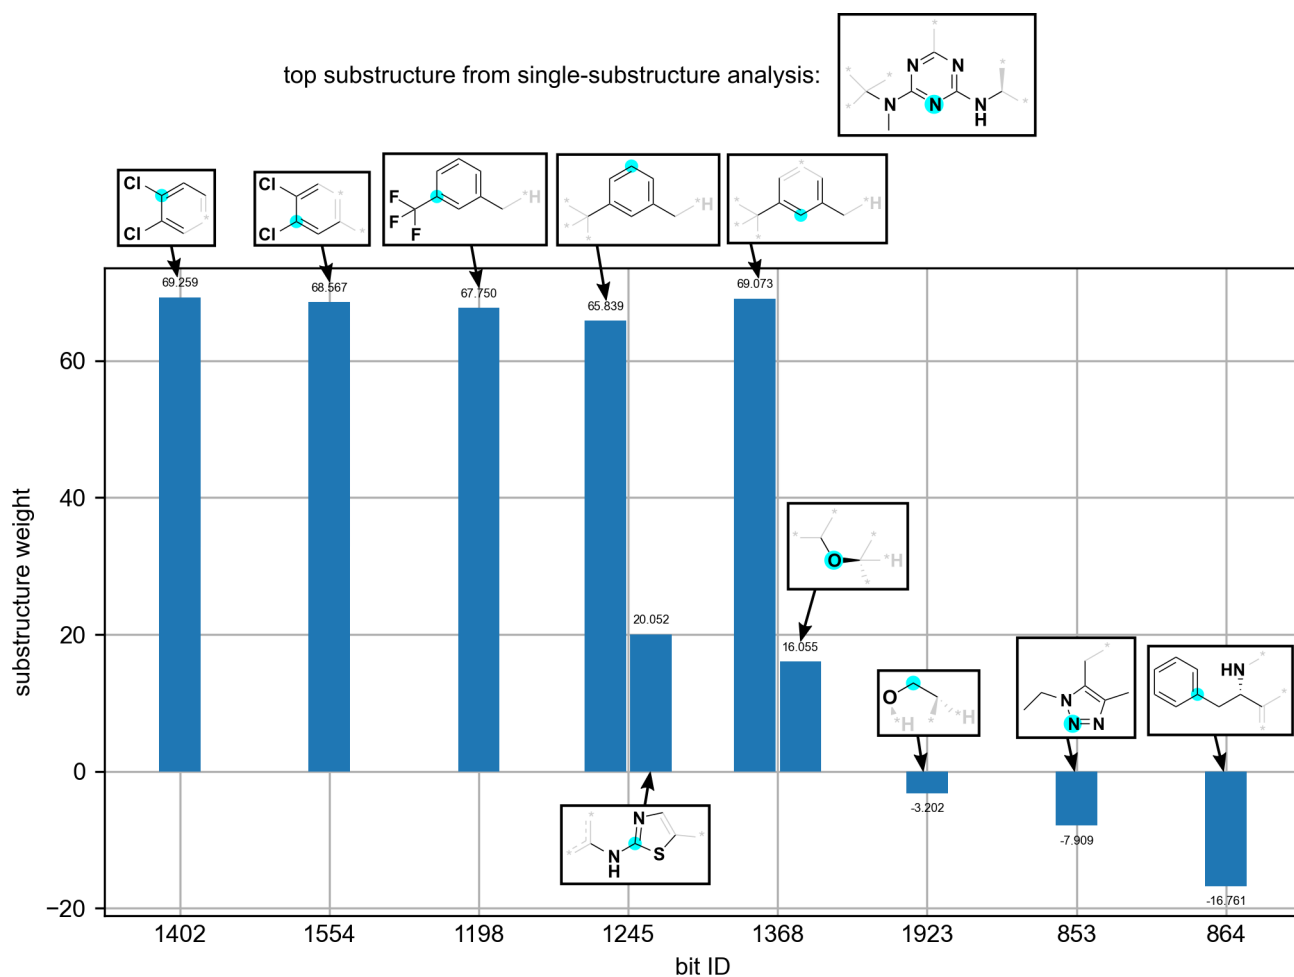 top substructure from single-substructure analysis:
N N
N N N
H
Cl
Cl
Cl
Cl
F
F
F
*H
*H
*H
69.259
68.567
67.750
65.839
69.073
60
40
20
0
−20
substructure weight
O *H
20.052
16.055
O
*H *H
N N=N
HN
N
N S
H
-3.202
-7.909
-16.761
1402 1554 1198 1245 1368 1923 853 864
bit ID